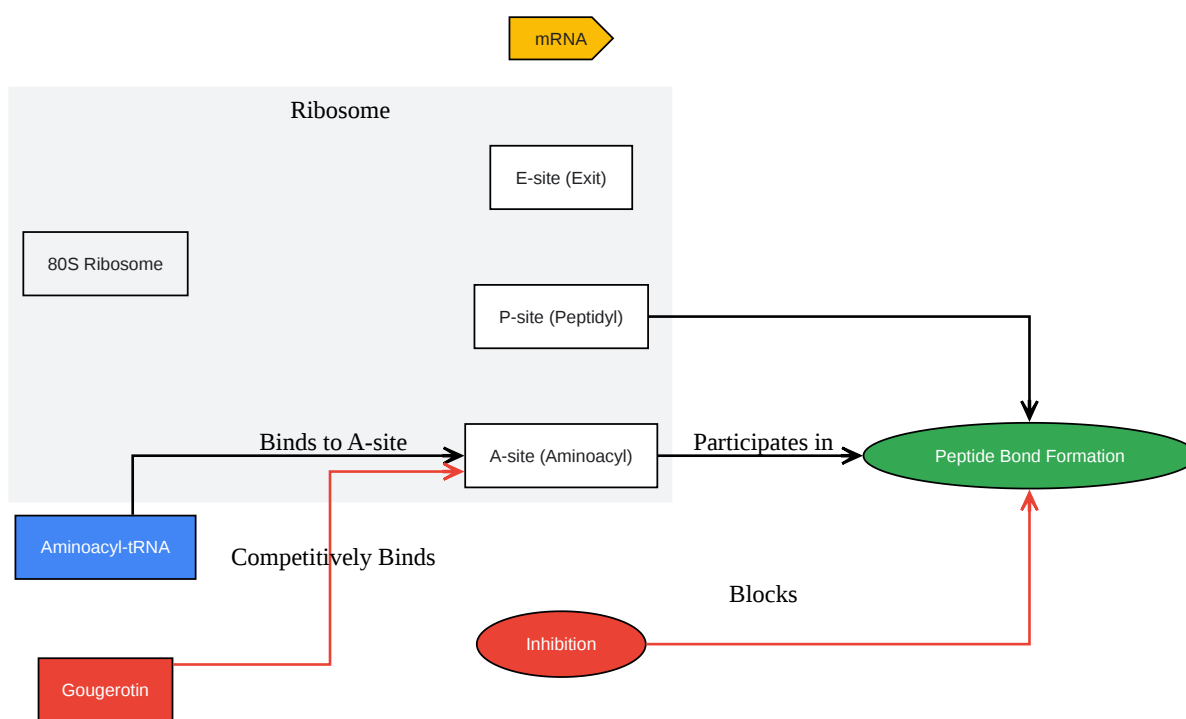 mRNA
Ribosome
E-site (Exit)
80S Ribosome
P-site (Peptidyl)
Binds to A-site
A-site (Aminoacyl)
Participates in
Peptide Bond Formation
Aminoacyl-tRNA
Competitively Binds
Blocks
Inhibition
Gougerotin